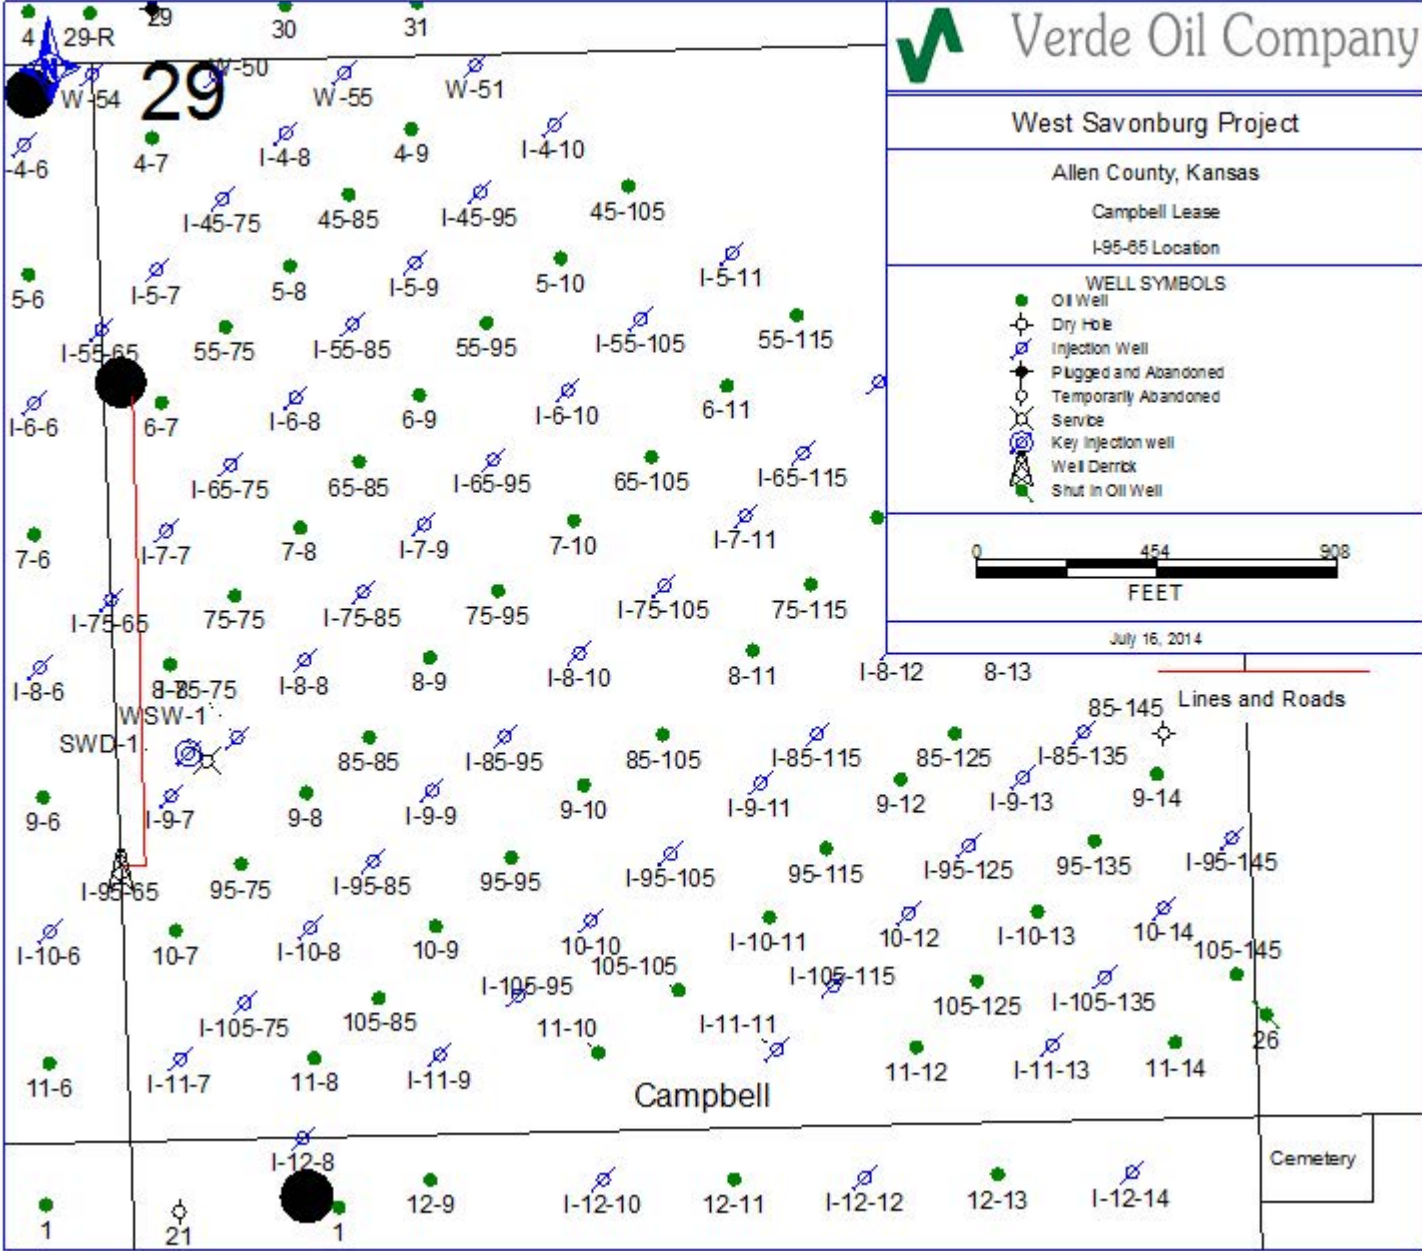 4
29-R
29
30
31
Verde Oil Company
W-54
29
W-50
W-55
W-51
West Savonburg Project
-4-6
4-7
I-4-8
4-9
I-4-10
Allen County, Kansas
Campbell Lease
I-95-65 Location
I-45-75
45-85
I-45-95
45-105
WELL SYMBOLS
Oil Well
Dry Hole
Injection Well
Plugged and Abandoned
Temporarily Abandoned
Service
Key Injection well
Well Derrick
Shut In Oil Well
5-6
I-5-7
5-8
I-5-9
5-10
I-5-11
I-55-65
55-75
I-55-85
55-95
I-55-105
55-115
I-6-6
6-7
I-6-8
6-9
I-6-10
6-11
I-65-75
65-85
I-65-95
65-105
I-65-115
0 454 908
FEET
7-6
I-7-7
7-8
I-7-9
7-10
I-7-11
I-75-65
75-75
I-75-85
75-95
I-75-105
75-115
July 16, 2014
I-8-6
I-8-8
8-9
I-8-10
8-11
I-8-12
8-13
Lines and Roads
WSW-1
SWD-1
85-85
I-85-95
85-105
I-85-115
85-125
I-85-135
85-145
9-6
I-9-7
9-8
I-9-9
9-10
I-9-11
9-12
I-9-13
9-14
I-95-65
95-75
I-95-85
95-95
I-95-105
95-115
I-95-125
95-135
I-95-145
I-10-6
10-7
I-10-8
10-9
10-10
I-10-11
10-12
I-10-13
10-14
I-105-75
105-85
I-105-95
105-105
I-105-115
105-125
I-105-135
105-145
26
11-6
I-11-7
11-8
I-11-9
11-10
I-11-11
11-12
I-11-13
11-14
Campbell
I-12-8
Cemetery
1
21
1
12-9
I-12-10
12-11
I-12-12
12-13
I-12-14